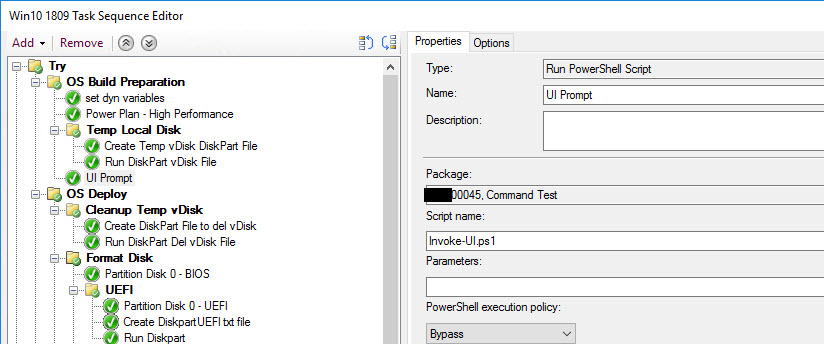 Win10 1809 Task Sequence Editor
Add Remove
Properties Options
Try
OS Build Preparation
set dyn variables
Power Plan - High Perfomance
Temp Local Disk
Create Temp vDisk DiskPart File
Run DiskPart vDisk File
UI Prompt
OS Deploy
Cleanup Temp vDisk
Create DiskPart File to del vDisk
Run DiskPart Del vDisk File
Format Disk
Partition Disk 0 - BIOS
UEFI
Partition Disk 0 - UEFI
Create DiskpartUEFI txt file
Run Diskpart
Type: Run PowerShell Script
Name: UI Prompt
Description:
Package:
00045, Command Test
Script name:
Invoke-UI.ps1
Parameters:
PowerShell execution policy:
Bypass